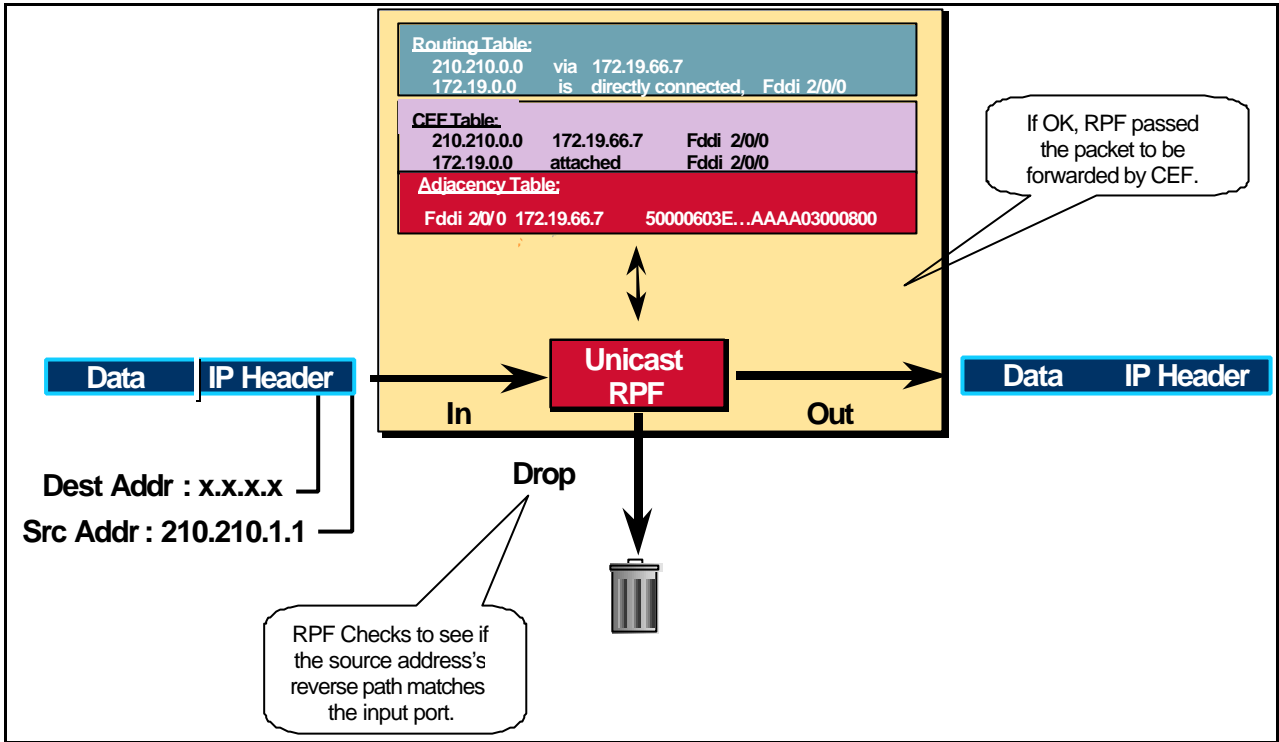 Routing Table:
210.210.0.0 via 172.19.66.7
172.19.0.0 is directly connected, Fddi 2/0/0
CEF Table:
210.210.0.0 172.19.66.7 Fddi 2/0/0
172.19.0.0 attached Fddi 2/0/0
Adjacency Table:
Fddi 2/0/0 172.19.66.7 50000603E...AAAA03000800
If OK, RPF passed
the packet to be
forwarded by CEF.
Data IP Header
Unicast
RPF
Data IP Header
In
Out
Dest Addr : x.x.x.x
Src Addr : 210.210.1.1
Drop
RPF Checks to see if
the source address's
reverse path matches
the input port.